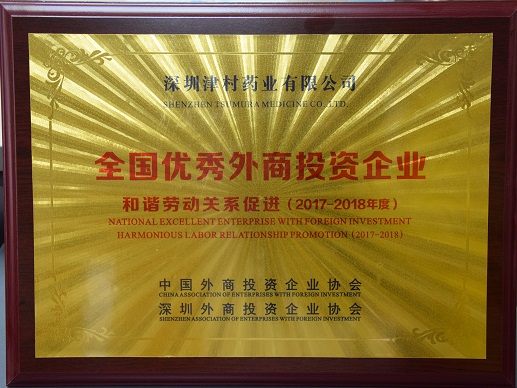 深圳津村药业有限公司
SHENZHEN TSUMURA MEDICINE CO.,LTD.
全国优秀外商投资企业
和谐劳动关系促进（2017-2018年度）
NATIONAL EXCELLENT ENTERPRISE WITH FOREIGN INVESTMENT
HARMONIOUS LABOR RELATIONSHIP PROMOTION (2017-2018)
中国外商投资企业协会
CHINA ASSOCIATION OF ENTERPRISES WITH FOREIGN INVESTMENT
深圳外商投资企业协会
SHENZHEN ASSOCIATION OF ENTERPRISES WITH FOREIGN INVESTMENT